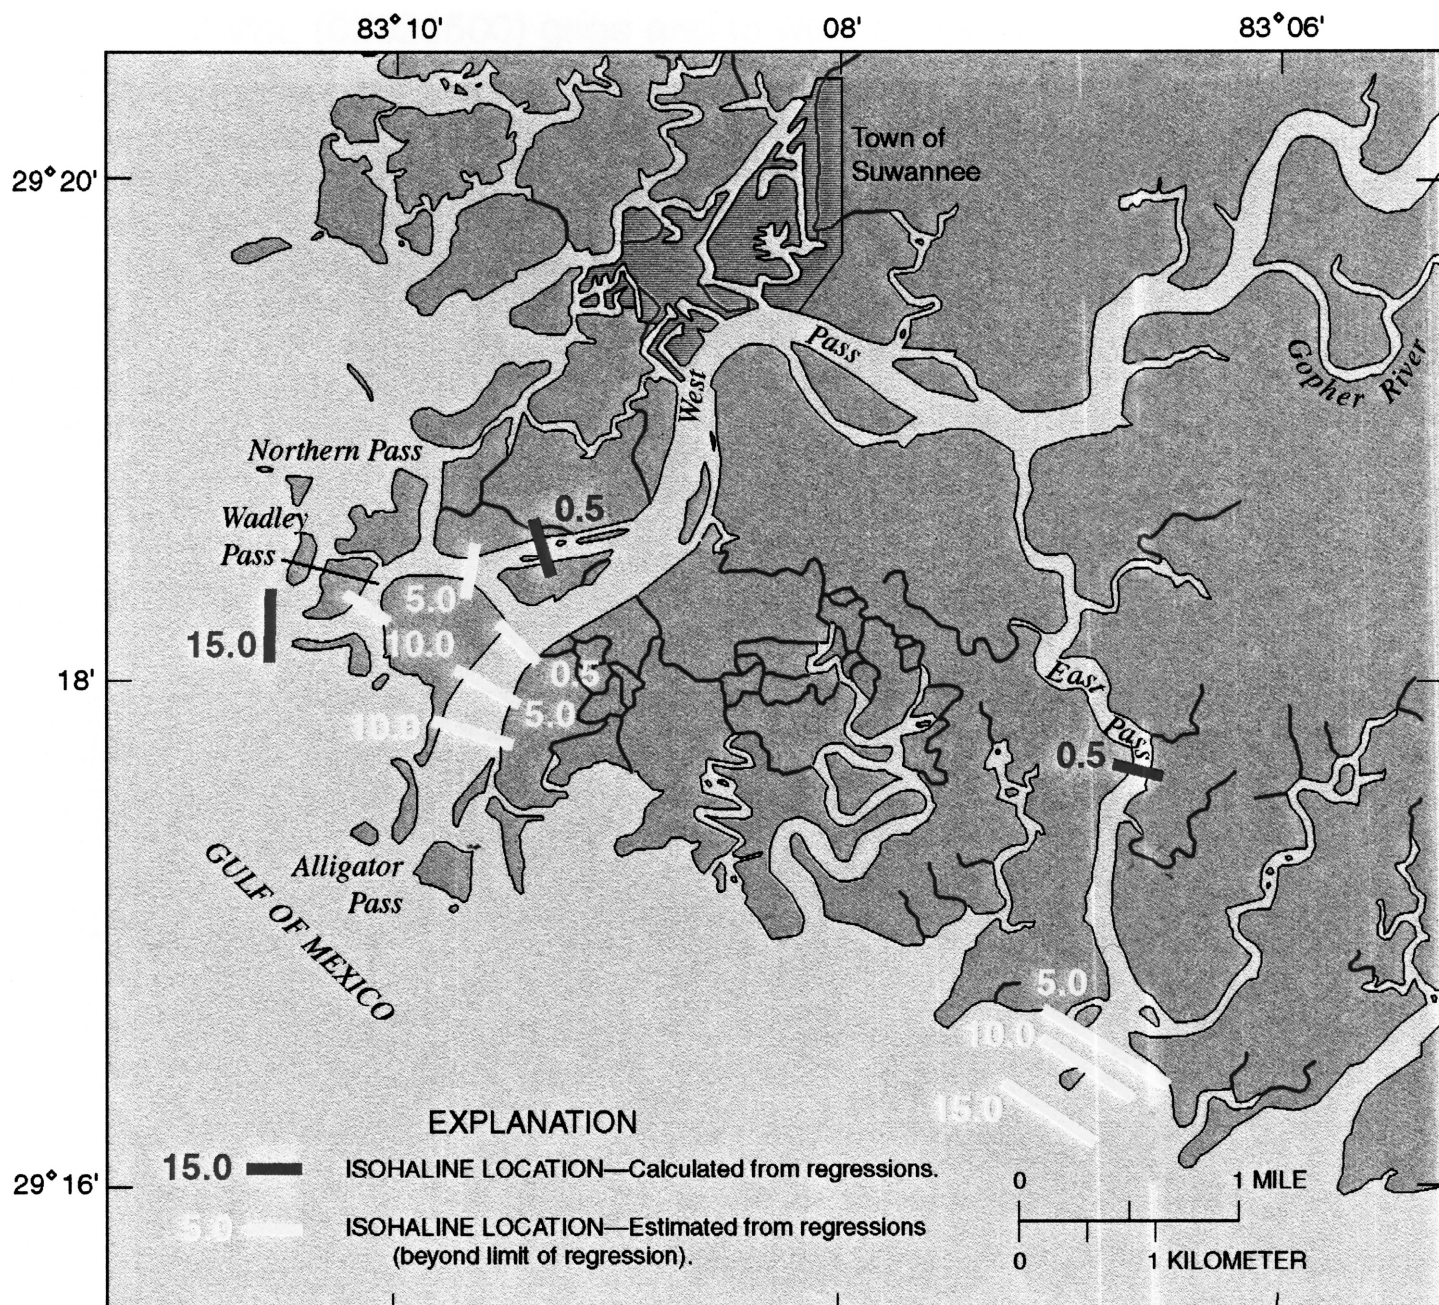 83° 10'
08'
83° 06'
29° 20'
Town of
Suwannee
Pass
Gopher River
West
Northern Pass
Wadley
Pass
0.5
5.0
10.0
15.0
0.5
5.0
10.0
18'
East
Pass
0.5
Alligator
Pass
GULF OF MEXICO
5.0
10.0
15.0
EXPLANATION
15.0 ISOHALINE LOCATION—Calculated from regressions.
5.0 ISOHALINE LOCATION—Estimated from regressions
(beyond limit of regression).
29° 16'
0 1 MILE
0 1 KILOMETER